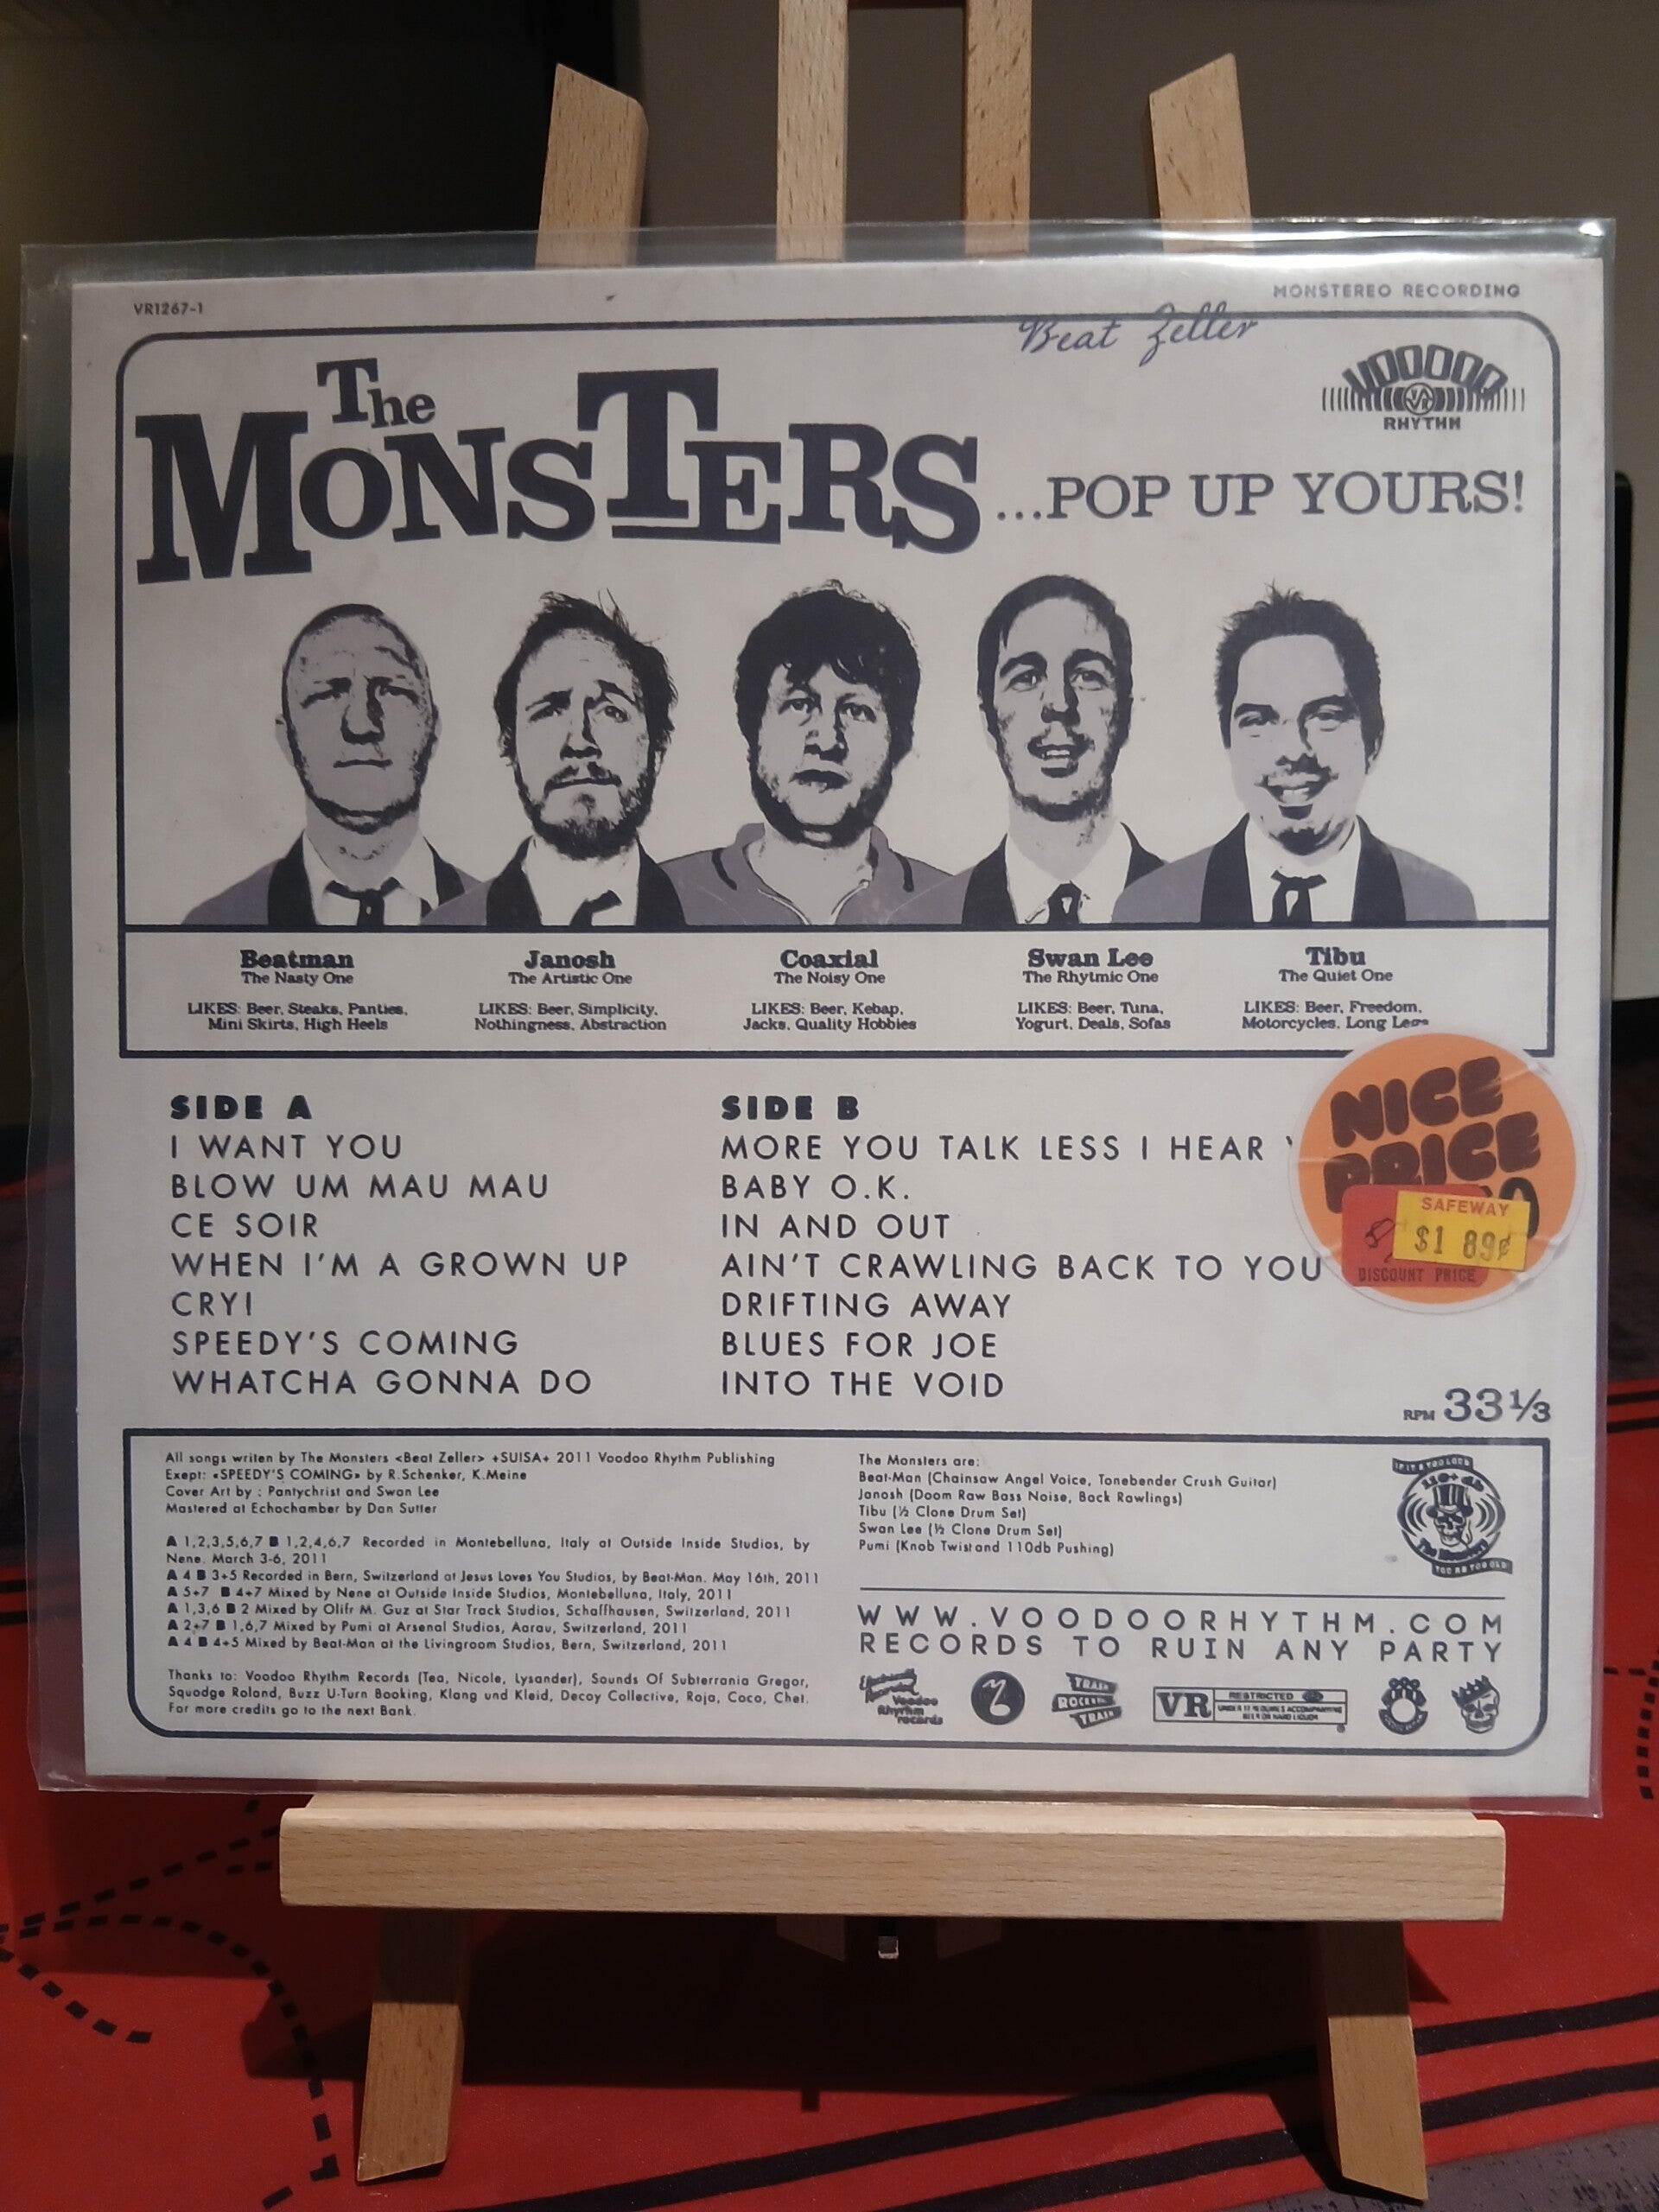 VR1267-1
MONSTEREO RECORDING
Beat Zeller
VOODOO
RHYTHM
The
MONSTERS
...POP UP YOURS!
Beatman
The Nasty One
LIKES: Beer, Steaks, Panties,
Mini Skirts, High Heels
Janosh
The Artistic One
LIKES: Beer, Simplicity,
Nothingness, Abstraction
Coaxial
The Noisy One
LIKES: Beer, Kebap,
Jacks, Quality Hobbies
Swan Lee
The Rhytmic One
LIKES: Beer, Tuna,
Yogurt, Deals, Sofas
Tibu
The Quiet One
LIKES: Beer, Freedom,
Motorcycles, Long Legs
SIDE A
I WANT YOU
BLOW UM MAU MAU
CE SOIR
WHEN I'M A GROWN UP
CRY!
SPEEDY'S COMING
WHATCHA GONNA DO
SIDE B
MORE YOU TALK LESS I HEAR
BABY O.K.
IN AND OUT
AIN'T CRAWLING BACK TO YOU
DRIFTING AWAY
BLUES FOR JOE
INTO THE VOID
NICE
PRICE
SAFEWAY
$1 89¢
DISCOUNT PRICE
RPM 33 1/3
All songs writen by The Monsters <Beat Zeller> +SUISA+ 2011 Voodoo Rhythm Publishing
Exept: «SPEEDY'S COMING» by R.Schenker, K.Meine
Cover Art by : Pantychrist and Swan Lee
Mastered at Echochamber by Dan Sutter
A 1,2,3,5,6,7 B 1,2,4,6,7 Recorded in Montebelluna, Italy at Outside Inside Studios, by
Nene. March 3-6, 2011
A 4 B 3+5 Recorded in Bern, Switzerland at Jesus Loves You Studios, by Beat-Man. May 16th, 2011
A 5+7 B 4+7 Mixed by Nene at Outside Inside Studios, Montebelluna, Italy, 2011
A 1,3,6 B 2 Mixed by Olifr M. Guz at Star Track Studios, Schaffhausen, Switzerland, 2011
A 2+7 B 1,6,7 Mixed by Pumi at Arsenal Studios, Aarau, Switzerland, 2011
A 4 B 4+5 Mixed by Beat-Man at the Livingroom Studios, Bern, Switzerland, 2011
Thanks to: Voodoo Rhythm Records (Tea, Nicole, Lysander), Sounds Of Subterrania Gregor,
Squodge Roland, Buzz U-Turn Booking, Klang und Kleid, Decoy Collective, Roja, Coco, Chet.
For more credits go to the next Bank.
The Monsters are:
Beat-Man (Chainsaw Angel Voice, Tonebender Crush Guitar)
Janosh (Doom Raw Bass Noise, Back Rawlings)
Tibu (½ Clone Drum Set)
Swan Lee (½ Clone Drum Set)
Pumi (Knob Twist and 110db Pushing)
IF IT'S TOO LOUD
YOU'RE TOO OLD
WWW.VOODOORHYTHM.COM
RECORDS TO RUIN ANY PARTY
Voodoo
Rhythm
records
TRAIN
ROCK'N
TRAIN
VR
RESTRICTED